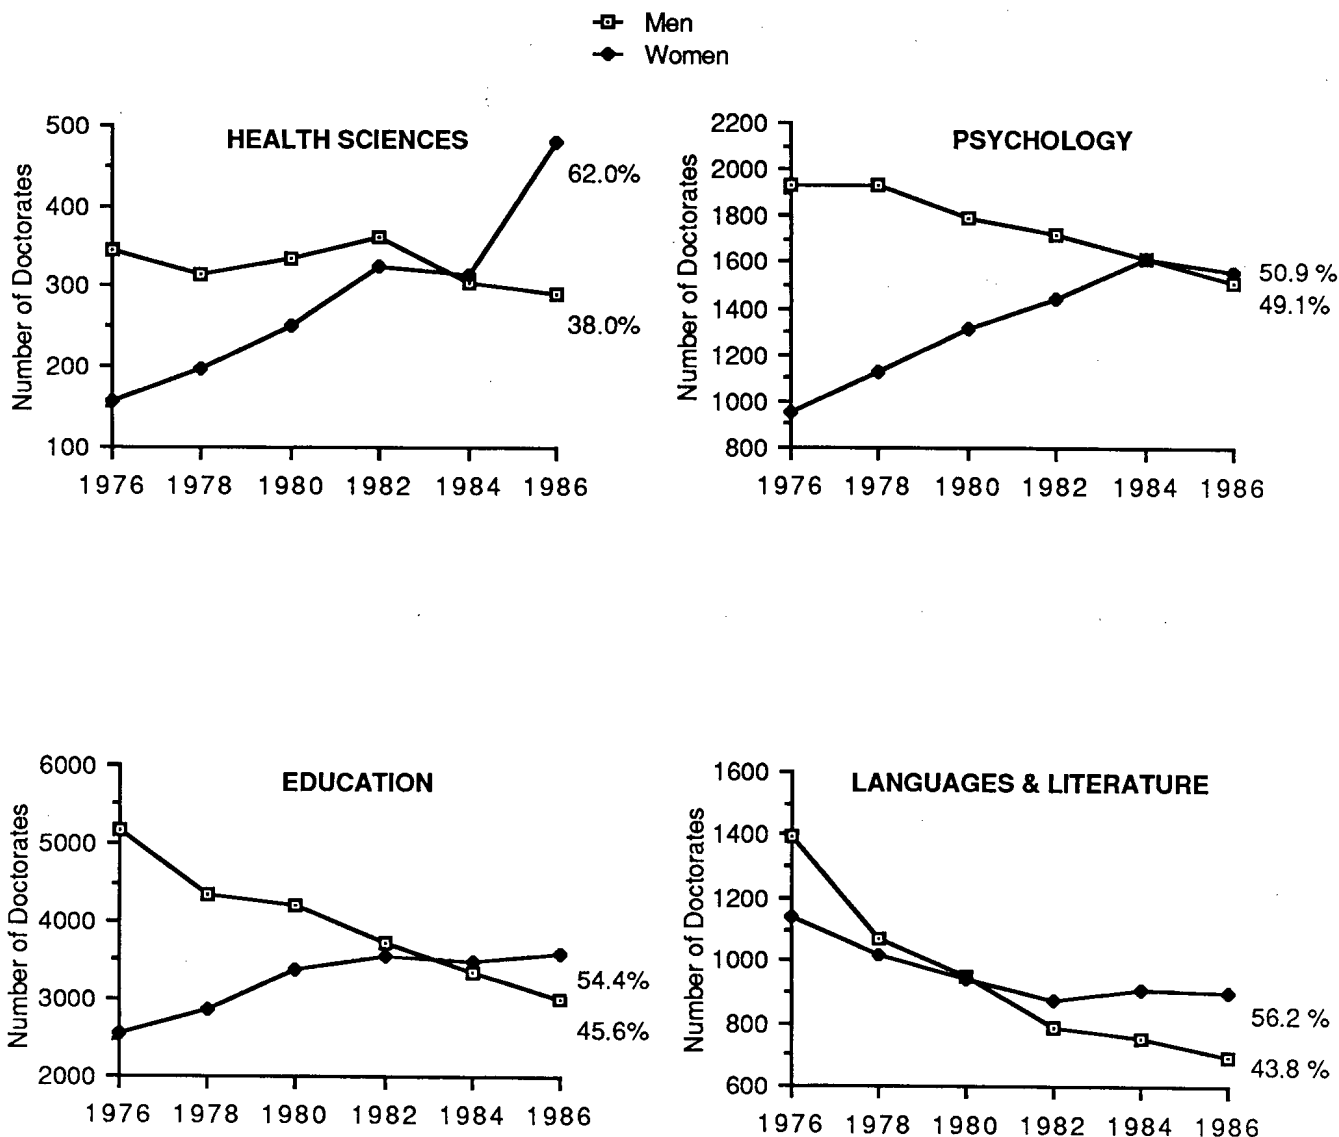 Men
Women
HEALTH SCIENCES
Number of Doctorates
500
400
300
200
100
62.0%
38.0%
1976 1978 1980 1982 1984 1986
PSYCHOLOGY
Number of Doctorates
2200
2000
1800
1600
1400
1200
1000
800
50.9 %
49.1%
1976 1978 1980 1982 1984 1986
EDUCATION
Number of Doctorates
6000
5000
4000
3000
2000
54.4%
45.6%
1976 1978 1980 1982 1984 1986
LANGUAGES & LITERATURE
Number of Doctorates
1600
1400
1200
1000
800
600
56.2 %
43.8 %
1976 1978 1980 1982 1984 1986